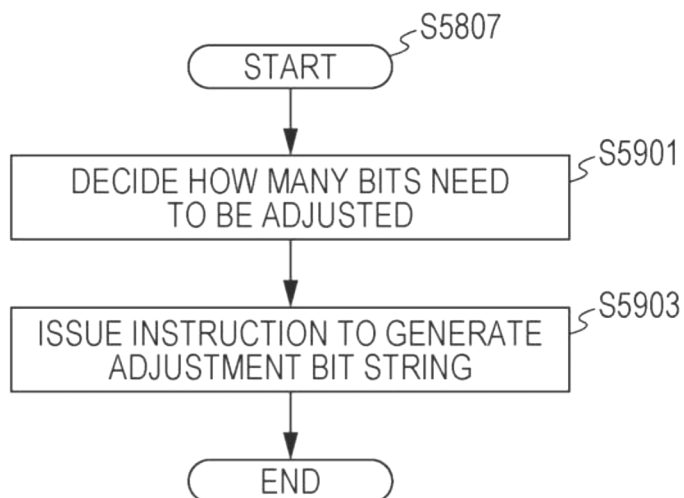 S5807
START
S5901
DECIDE HOW MANY BITS NEED
TO BE ADJUSTED
S5903
ISSUE INSTRUCTION TO GENERATE
ADJUSTMENT BIT STRING
END